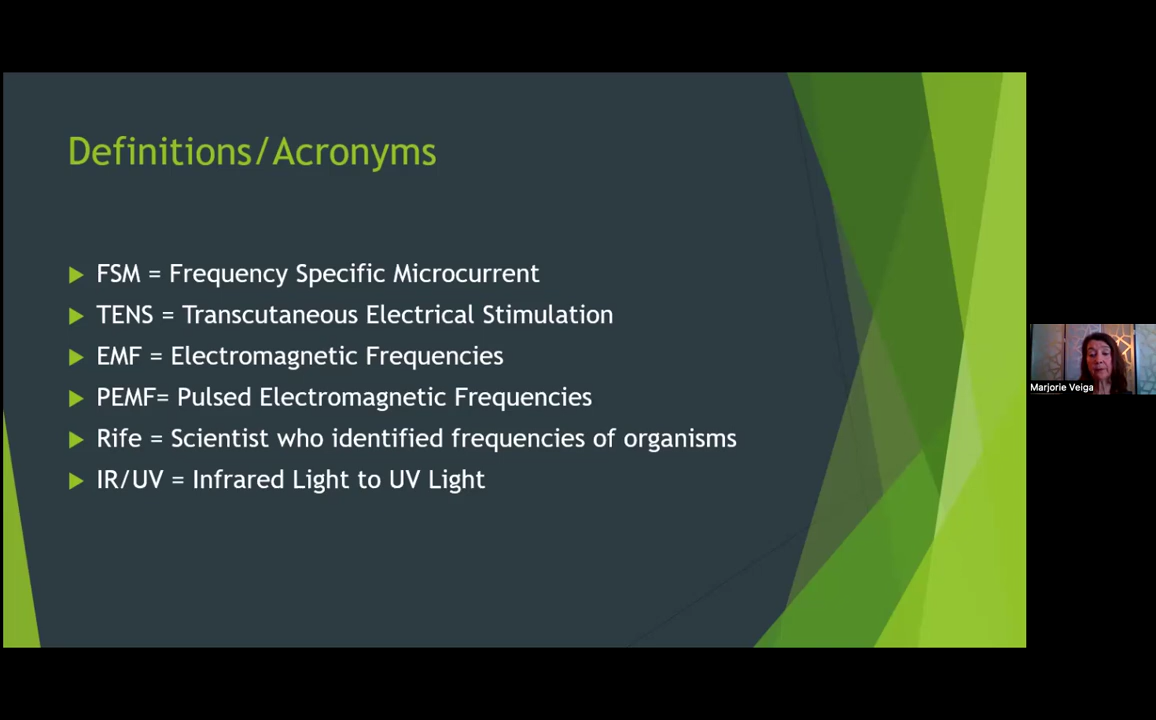 Definitions/Acronyms
FSM = Frequency Specific Microcurrent
TENS = Transcutaneous Electrical Stimulation
EMF = Electromagnetic Frequencies
PEMF= Pulsed Electromagnetic Frequencies
Rife = Scientist who identified frequencies of organisms
IR/UV = Infrared Light to UV Light
Marjorie Veiga